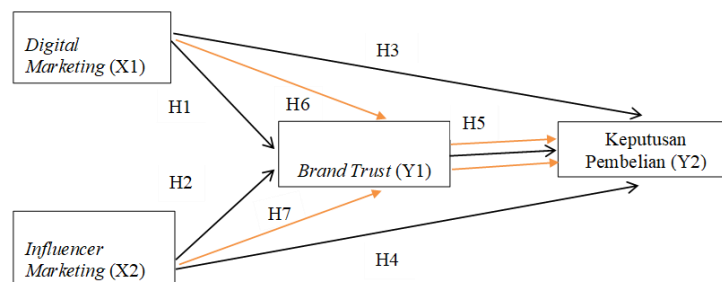 Digital
Marketing (X1)
H3
H1
H6
H5
Brand Trust (Y1)
Keputusan
Pembelian (Y2)
H2
H7
Influencer
Marketing (X2)
H4